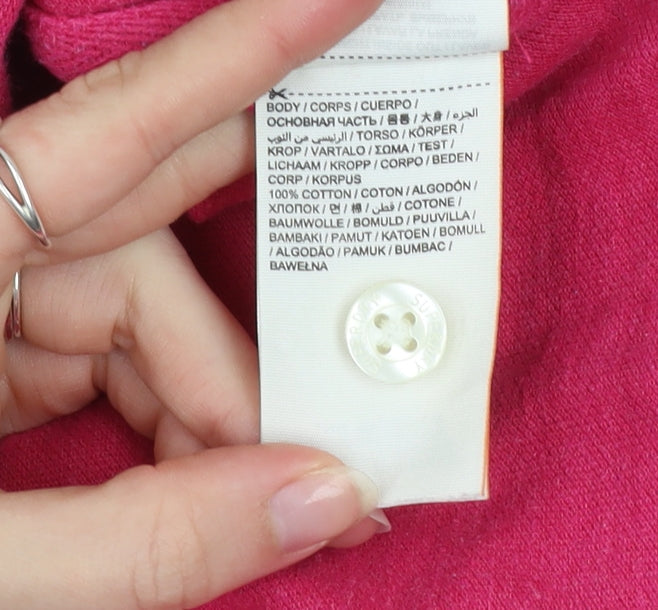 BODY / CORPS / CUERPO /
ОСНОВНАЯ ЧАСТЬ / 몸통 / 大身 / الجزء
الرئيسي من الثوب / TORSO / KÖRPER /
KROP / VARTALO / ΣΩΜΑ / TEST /
LICHAAM / KROPP / CORPO / BEDEN /
CORP / KORPUS
100% COTTON / COTON / ALGODÓN /
ХЛОПОК / 면 / 棉 / قطن / COTONE /
BAUMWOLLE / BOMULD / PUUVILLA /
BAMBAKI / PAMUT / KATOEN / BOMULL
/ ALGODÃO / PAMUK / BUMBAC /
BAWEŁNA